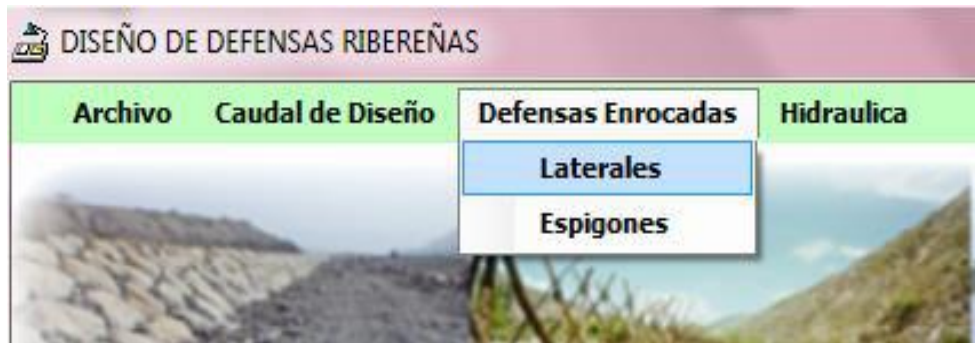 DISEÑO DE DEFENSAS RIBEREÑAS
Archivo Caudal de Diseño Defensas Enrocadas Hidraulica
Laterales
Espigones